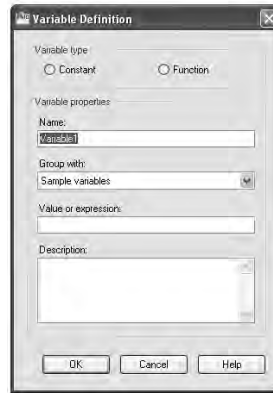 Variable Definition
Variable type
Constant
Function
Variable properties
Name:
Variable1
Group with:
Sample variables
Value or expression:
Description:
OK
Cancel
Help